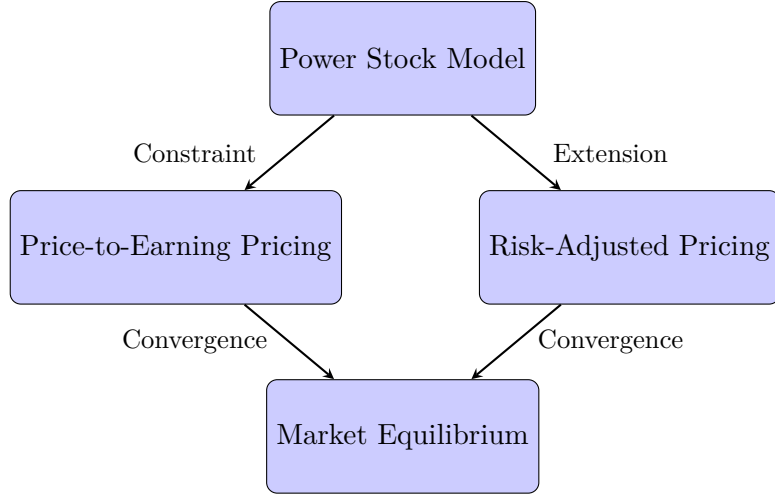 Power Stock Model
Constraint
Extension
Price-to-Earning Pricing
Risk-Adjusted Pricing
Convergence
Convergence
Market Equilibrium